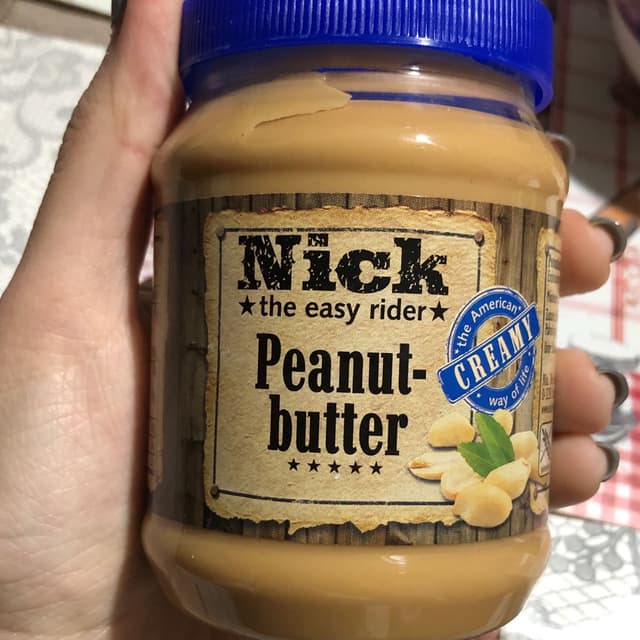 Nick
★the easy rider★
Peanut-
butter
★★★★★
the American
CREAMY
way of life